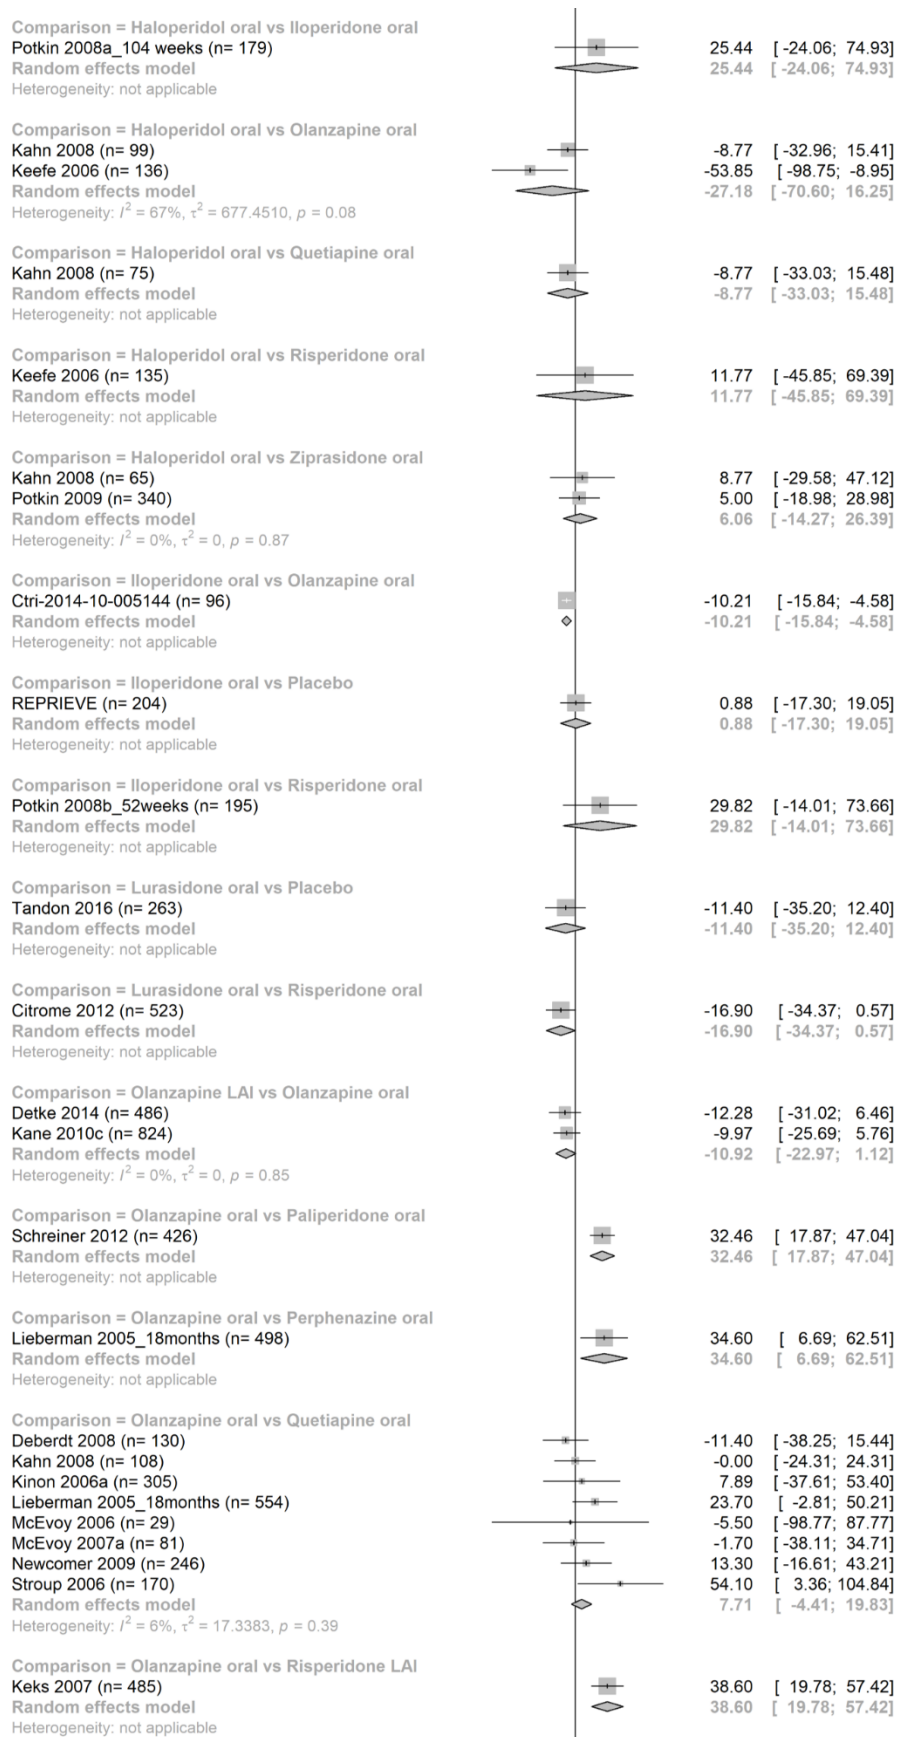 Comparison = Haloperidol oral vs Iloperidone oral
Potkin 2008a_104 weeks (n= 179) 25.44 [ -24.06; 74.93]
Random effects model 25.44 [ -24.06; 74.93]
Heterogeneity: not applicable
Comparison = Haloperidol oral vs Olanzapine oral
Kahn 2008 (n= 99) -8.77 [ -32.96; 15.41]
Keefe 2006 (n= 136) -53.85 [ -98.75; -8.95]
Random effects model -27.18 [ -70.60; 16.25]
Heterogeneity: I² = 67%, τ² = 677.4510, p = 0.08
Comparison = Haloperidol oral vs Quetiapine oral
Kahn 2008 (n= 75) -8.77 [ -33.03; 15.48]
Random effects model -8.77 [ -33.03; 15.48]
Heterogeneity: not applicable
Comparison = Haloperidol oral vs Risperidone oral
Keefe 2006 (n= 135) 11.77 [ -45.85; 69.39]
Random effects model 11.77 [ -45.85; 69.39]
Heterogeneity: not applicable
Comparison = Haloperidol oral vs Ziprasidone oral
Kahn 2008 (n= 65) 8.77 [ -29.58; 47.12]
Potkin 2009 (n= 340) 5.00 [ -18.98; 28.98]
Random effects model 6.06 [ -14.27; 26.39]
Heterogeneity: I² = 0%, τ² = 0, p = 0.87
Comparison = Iloperidone oral vs Olanzapine oral
Ctri-2014-10-005144 (n= 96) -10.21 [ -15.84; -4.58]
Random effects model -10.21 [ -15.84; -4.58]
Heterogeneity: not applicable
Comparison = Iloperidone oral vs Placebo
REPRIEVE (n= 204) 0.88 [ -17.30; 19.05]
Random effects model 0.88 [ -17.30; 19.05]
Heterogeneity: not applicable
Comparison = Iloperidone oral vs Risperidone oral
Potkin 2008b_52weeks (n= 195) 29.82 [ -14.01; 73.66]
Random effects model 29.82 [ -14.01; 73.66]
Heterogeneity: not applicable
Comparison = Lurasidone oral vs Placebo
Tandon 2016 (n= 263) -11.40 [ -35.20; 12.40]
Random effects model -11.40 [ -35.20; 12.40]
Heterogeneity: not applicable
Comparison = Lurasidone oral vs Risperidone oral
Citrome 2012 (n= 523) -16.90 [ -34.37; 0.57]
Random effects model -16.90 [ -34.37; 0.57]
Heterogeneity: not applicable
Comparison = Olanzapine LAI vs Olanzapine oral
Detke 2014 (n= 486) -12.28 [ -31.02; 6.46]
Kane 2010c (n= 824) -9.97 [ -25.69; 5.76]
Random effects model -10.92 [ -22.97; 1.12]
Heterogeneity: I² = 0%, τ² = 0, p = 0.85
Comparison = Olanzapine oral vs Paliperidone oral
Schreiner 2012 (n= 426) 32.46 [ 17.87; 47.04]
Random effects model 32.46 [ 17.87; 47.04]
Heterogeneity: not applicable
Comparison = Olanzapine oral vs Perphenazine oral
Lieberman 2005_18months (n= 498) 34.60 [ 6.69; 62.51]
Random effects model 34.60 [ 6.69; 62.51]
Heterogeneity: not applicable
Comparison = Olanzapine oral vs Quetiapine oral
Deberdt 2008 (n= 130) -11.40 [ -38.25; 15.44]
Kahn 2008 (n= 108) -0.00 [ -24.31; 24.31]
Kinon 2006a (n= 305) 7.89 [ -37.61; 53.40]
Lieberman 2005_18months (n= 554) 23.70 [ -2.81; 50.21]
McEvoy 2006 (n= 29) -5.50 [ -98.77; 87.77]
McEvoy 2007a (n= 81) -1.70 [ -38.11; 34.71]
Newcomer 2009 (n= 246) 13.30 [ -16.61; 43.21]
Stroup 2006 (n= 170) 54.10 [ 3.36; 104.84]
Random effects model 7.71 [ -4.41; 19.83]
Heterogeneity: I² = 6%, τ² = 17.3383, p = 0.39
Comparison = Olanzapine oral vs Risperidone LAI
Keks 2007 (n= 485) 38.60 [ 19.78; 57.42]
Random effects model 38.60 [ 19.78; 57.42]
Heterogeneity: not applicable